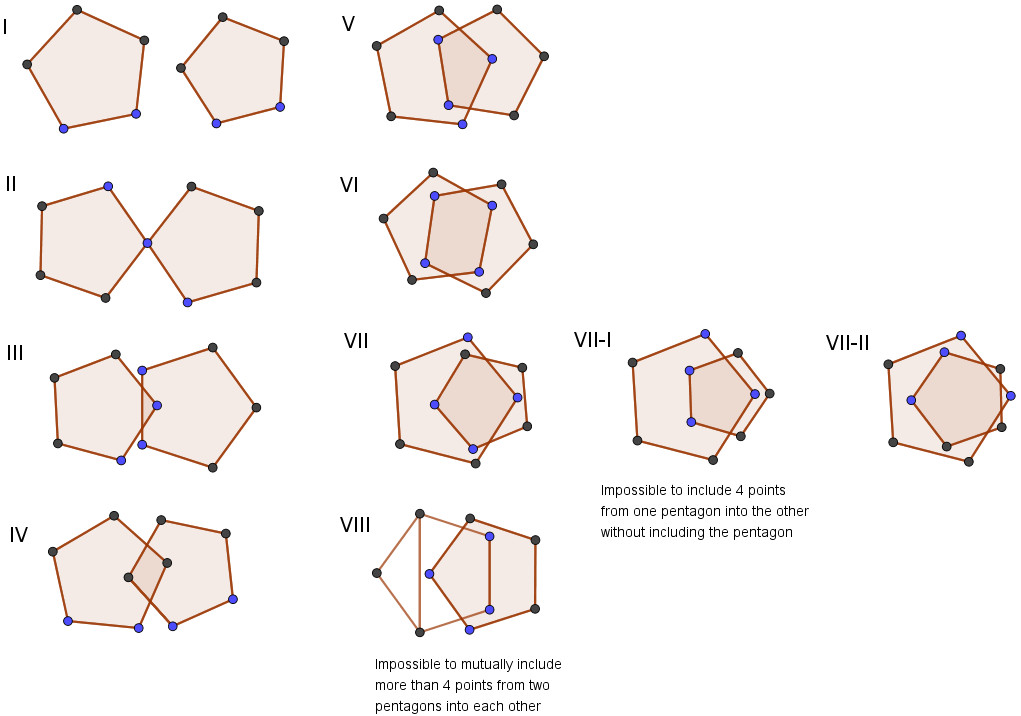 I
V
II
VI
III
VII
VII-I
VII-II
Impossible to include 4 points
from one pentagon into the other
without including the pentagon
IV
VIII
Impossible to mutually include
more than 4 points from two
pentagons into each other